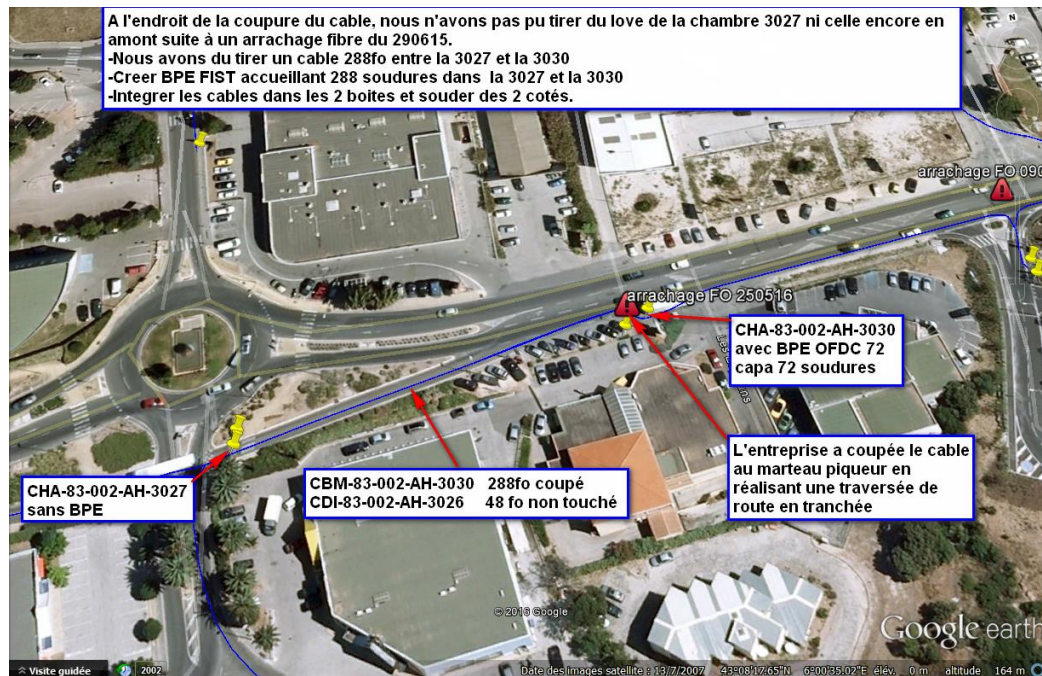 A l'endroit de la coupure du cable, nous n'avons pas pu tirer du love de la chambre 3027 ni celle encore en
amont suite à un arrachage fibre du 290615.
-Nous avons du tirer un cable 288fo entre la 3027 et la 3030
-Creer BPE FIST accueillant 288 soudures dans la 3027 et la 3030
-Integrer les cables dans les 2 boites et souder des 2 cotés.
N
arrachage FO 090
arrachage FO 250516
CHA-83-002-AH-3030
avec BPE OFDC 72
capa 72 soudures
L'entreprise a coupée le cable
au marteau piqueur en
réalisant une traversée de
route en tranchée
CBM-83-002-AH-3030 288fo coupé
CDI-83-002-AH-3026 48 fo non touché
CHA-83-002-AH-3027
sans BPE
© 2016 Google
Google earth
Visite guidée
2002
Date des images satellite : 13/7/2007 43°08'17.65"N 6°00'35.02"E élév. 0 m altitude 164 m